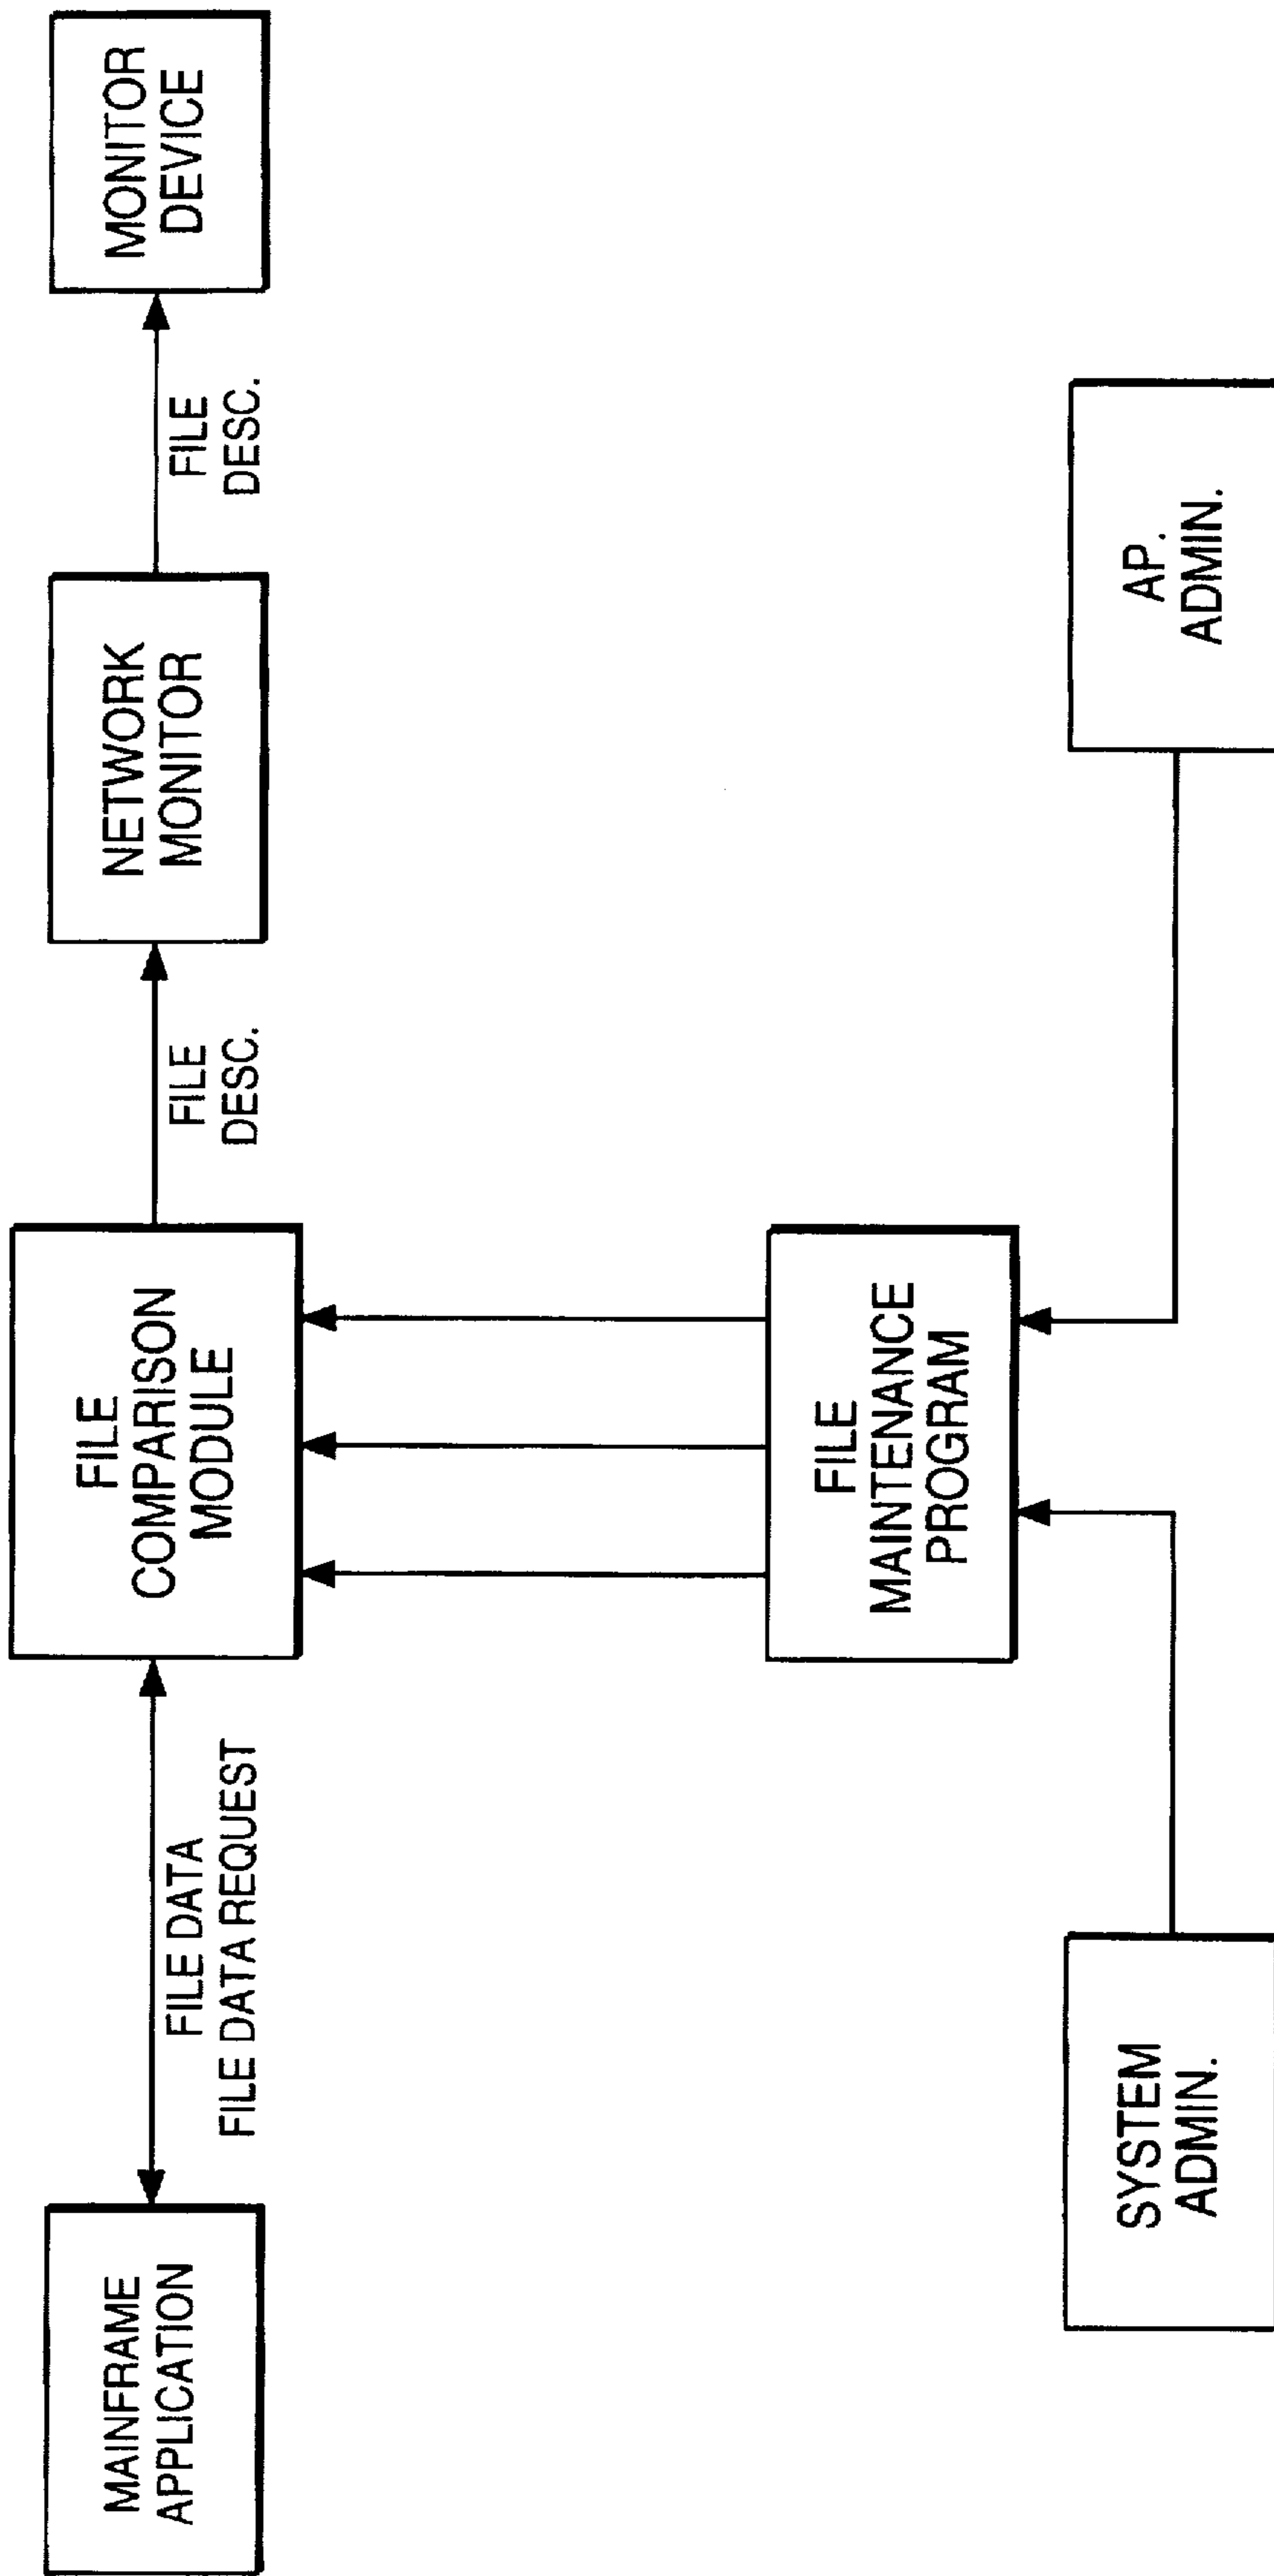 MAINFRAME
APPLICATION
FILE DATA
FILE DATA REQUEST
FILE
COMPARISON
MODULE
FILE
DESC.
NETWORK
MONITOR
FILE
DESC.
MONITOR
DEVICE
FILE
MAINTENANCE
PROGRAM
SYSTEM
ADMIN.
AP.
ADMIN.